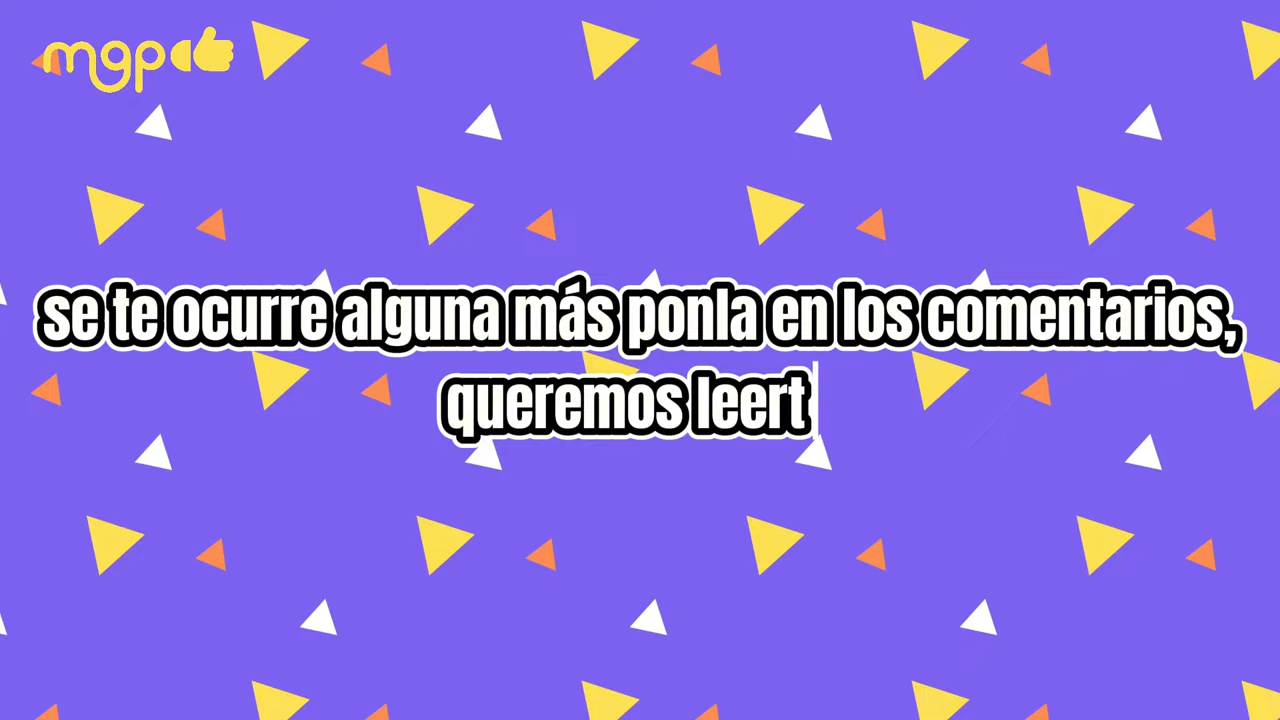 mgp
se te ocurre alguna más ponla en los comentarios,
queremos leert